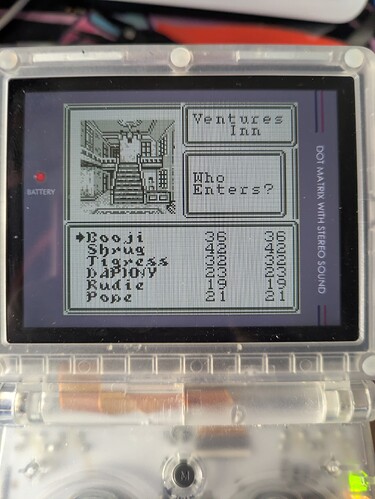 Ventures
Inn
Who
Enters?
Booji 36 36
Shrug 42 42
Tigress 32 32
DAPONY 23 23
Rudie 19 19
Pope 21 21
BATTERY
DOT MATRIX WITH STEREO SOUND
N